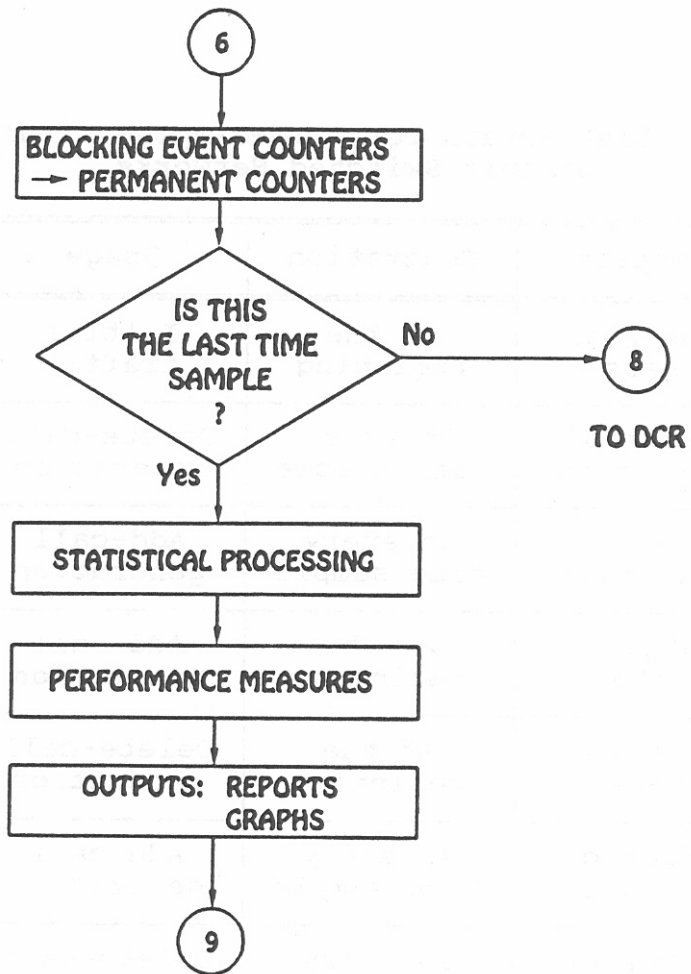 6
BLOCKING EVENT COUNTERS
→ PERMANENT COUNTERS
IS THIS
THE LAST TIME
SAMPLE
?
No
8
TO DCR
Yes
STATISTICAL PROCESSING
PERFORMANCE MEASURES
OUTPUTS: REPORTS
GRAPHS
9